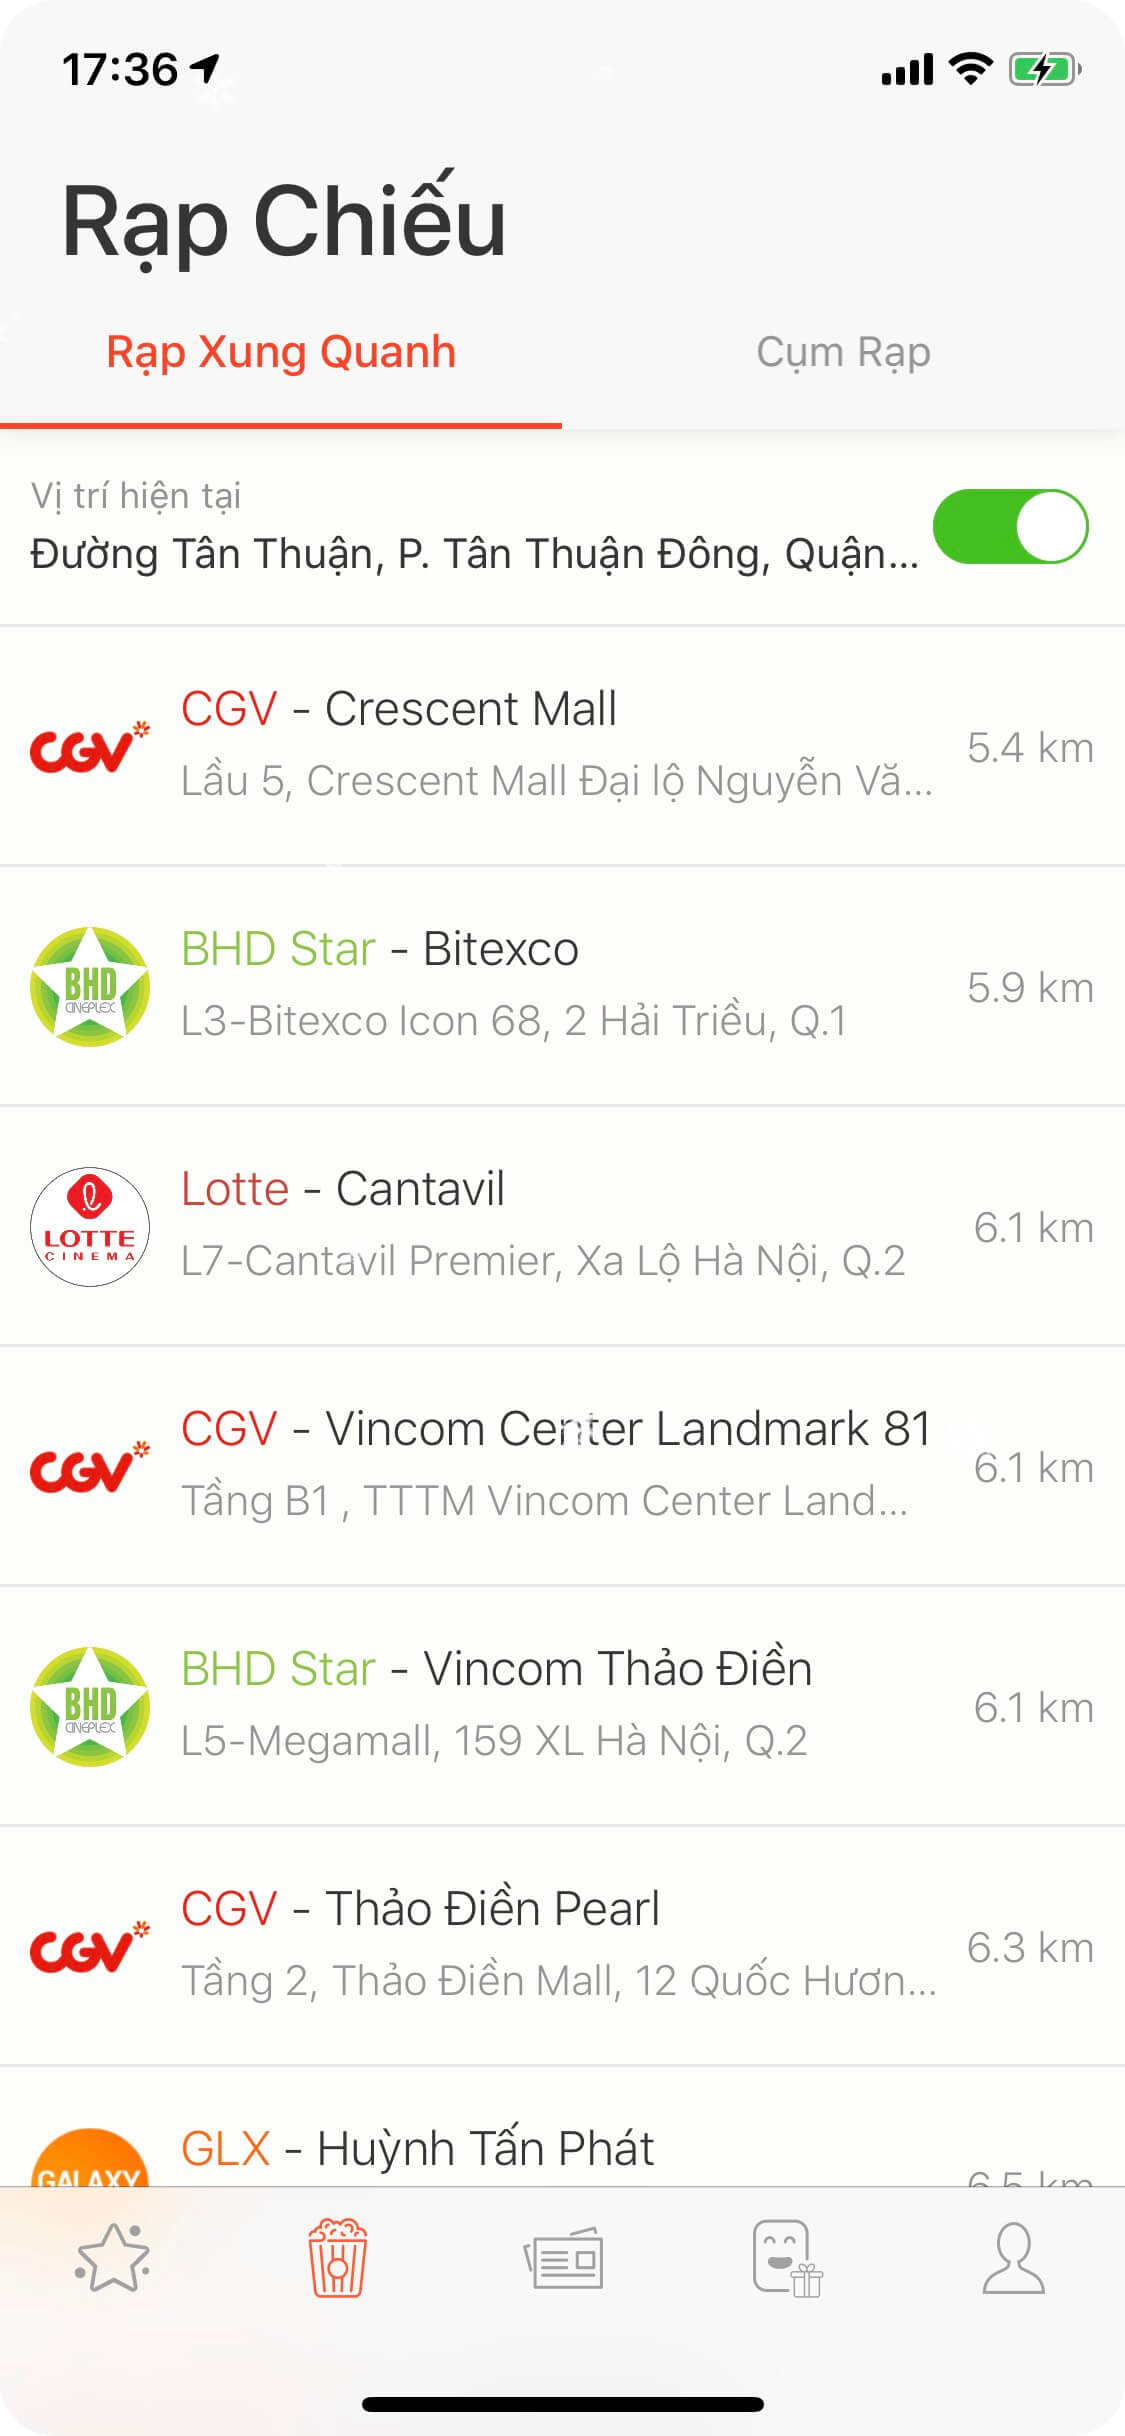 17:36
Rạp Chiếu
Rạp Xung Quanh
Cụm Rạp
Vị trí hiện tại
Đường Tân Thuận, P. Tân Thuận Đông, Quận...
CGV
CGV - Crescent Mall
Lầu 5, Crescent Mall Đại lộ Nguyễn Vă...
5.4 km
BHD
CINEPLEX
BHD Star - Bitexco
L3-Bitexco Icon 68, 2 Hải Triều, Q.1
5.9 km
LOTTE
CINEMA
Lotte - Cantavil
L7-Cantavil Premier, Xa Lộ Hà Nội, Q.2
6.1 km
CGV
CGV - Vincom Center Landmark 81
Tầng B1 , TTTM Vincom Center Land...
6.1 km
BHD
CINEPLEX
BHD Star - Vincom Thảo Điền
L5-Megamall, 159 XL Hà Nội, Q.2
6.1 km
CGV
CGV - Thảo Điền Pearl
Tầng 2, Thảo Điền Mall, 12 Quốc Hươn...
6.3 km
GALAXY
GLX - Huỳnh Tấn Phát
6.5 km